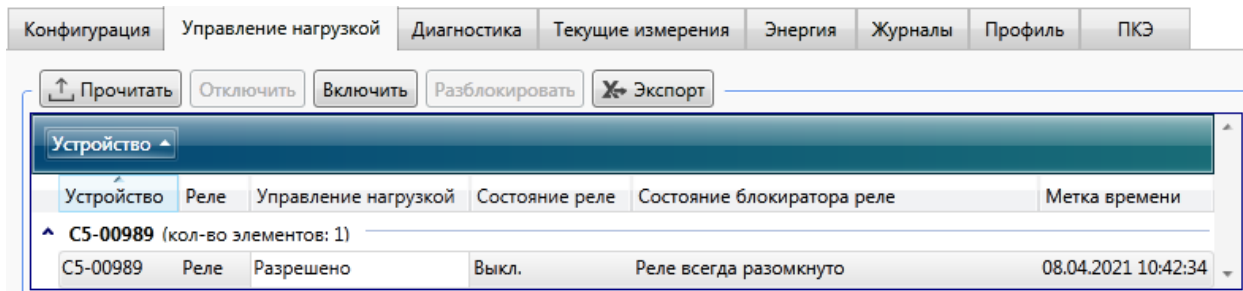 Конфигурация Управление нагрузкой Диагностика Текущие измерения Энергия Журналы Профиль ПКЭ
Прочитать Отключить Включить Разблокировать Экспорт
Устройство
Устройство Реле Управление нагрузкой Состояние реле Состояние блокиратора реле Метка времени
C5-00989 (кол-во элементов: 1)
C5-00989 Реле Разрешено Выкл. Реле всегда разомкнуто 08.04.2021 10:42:34